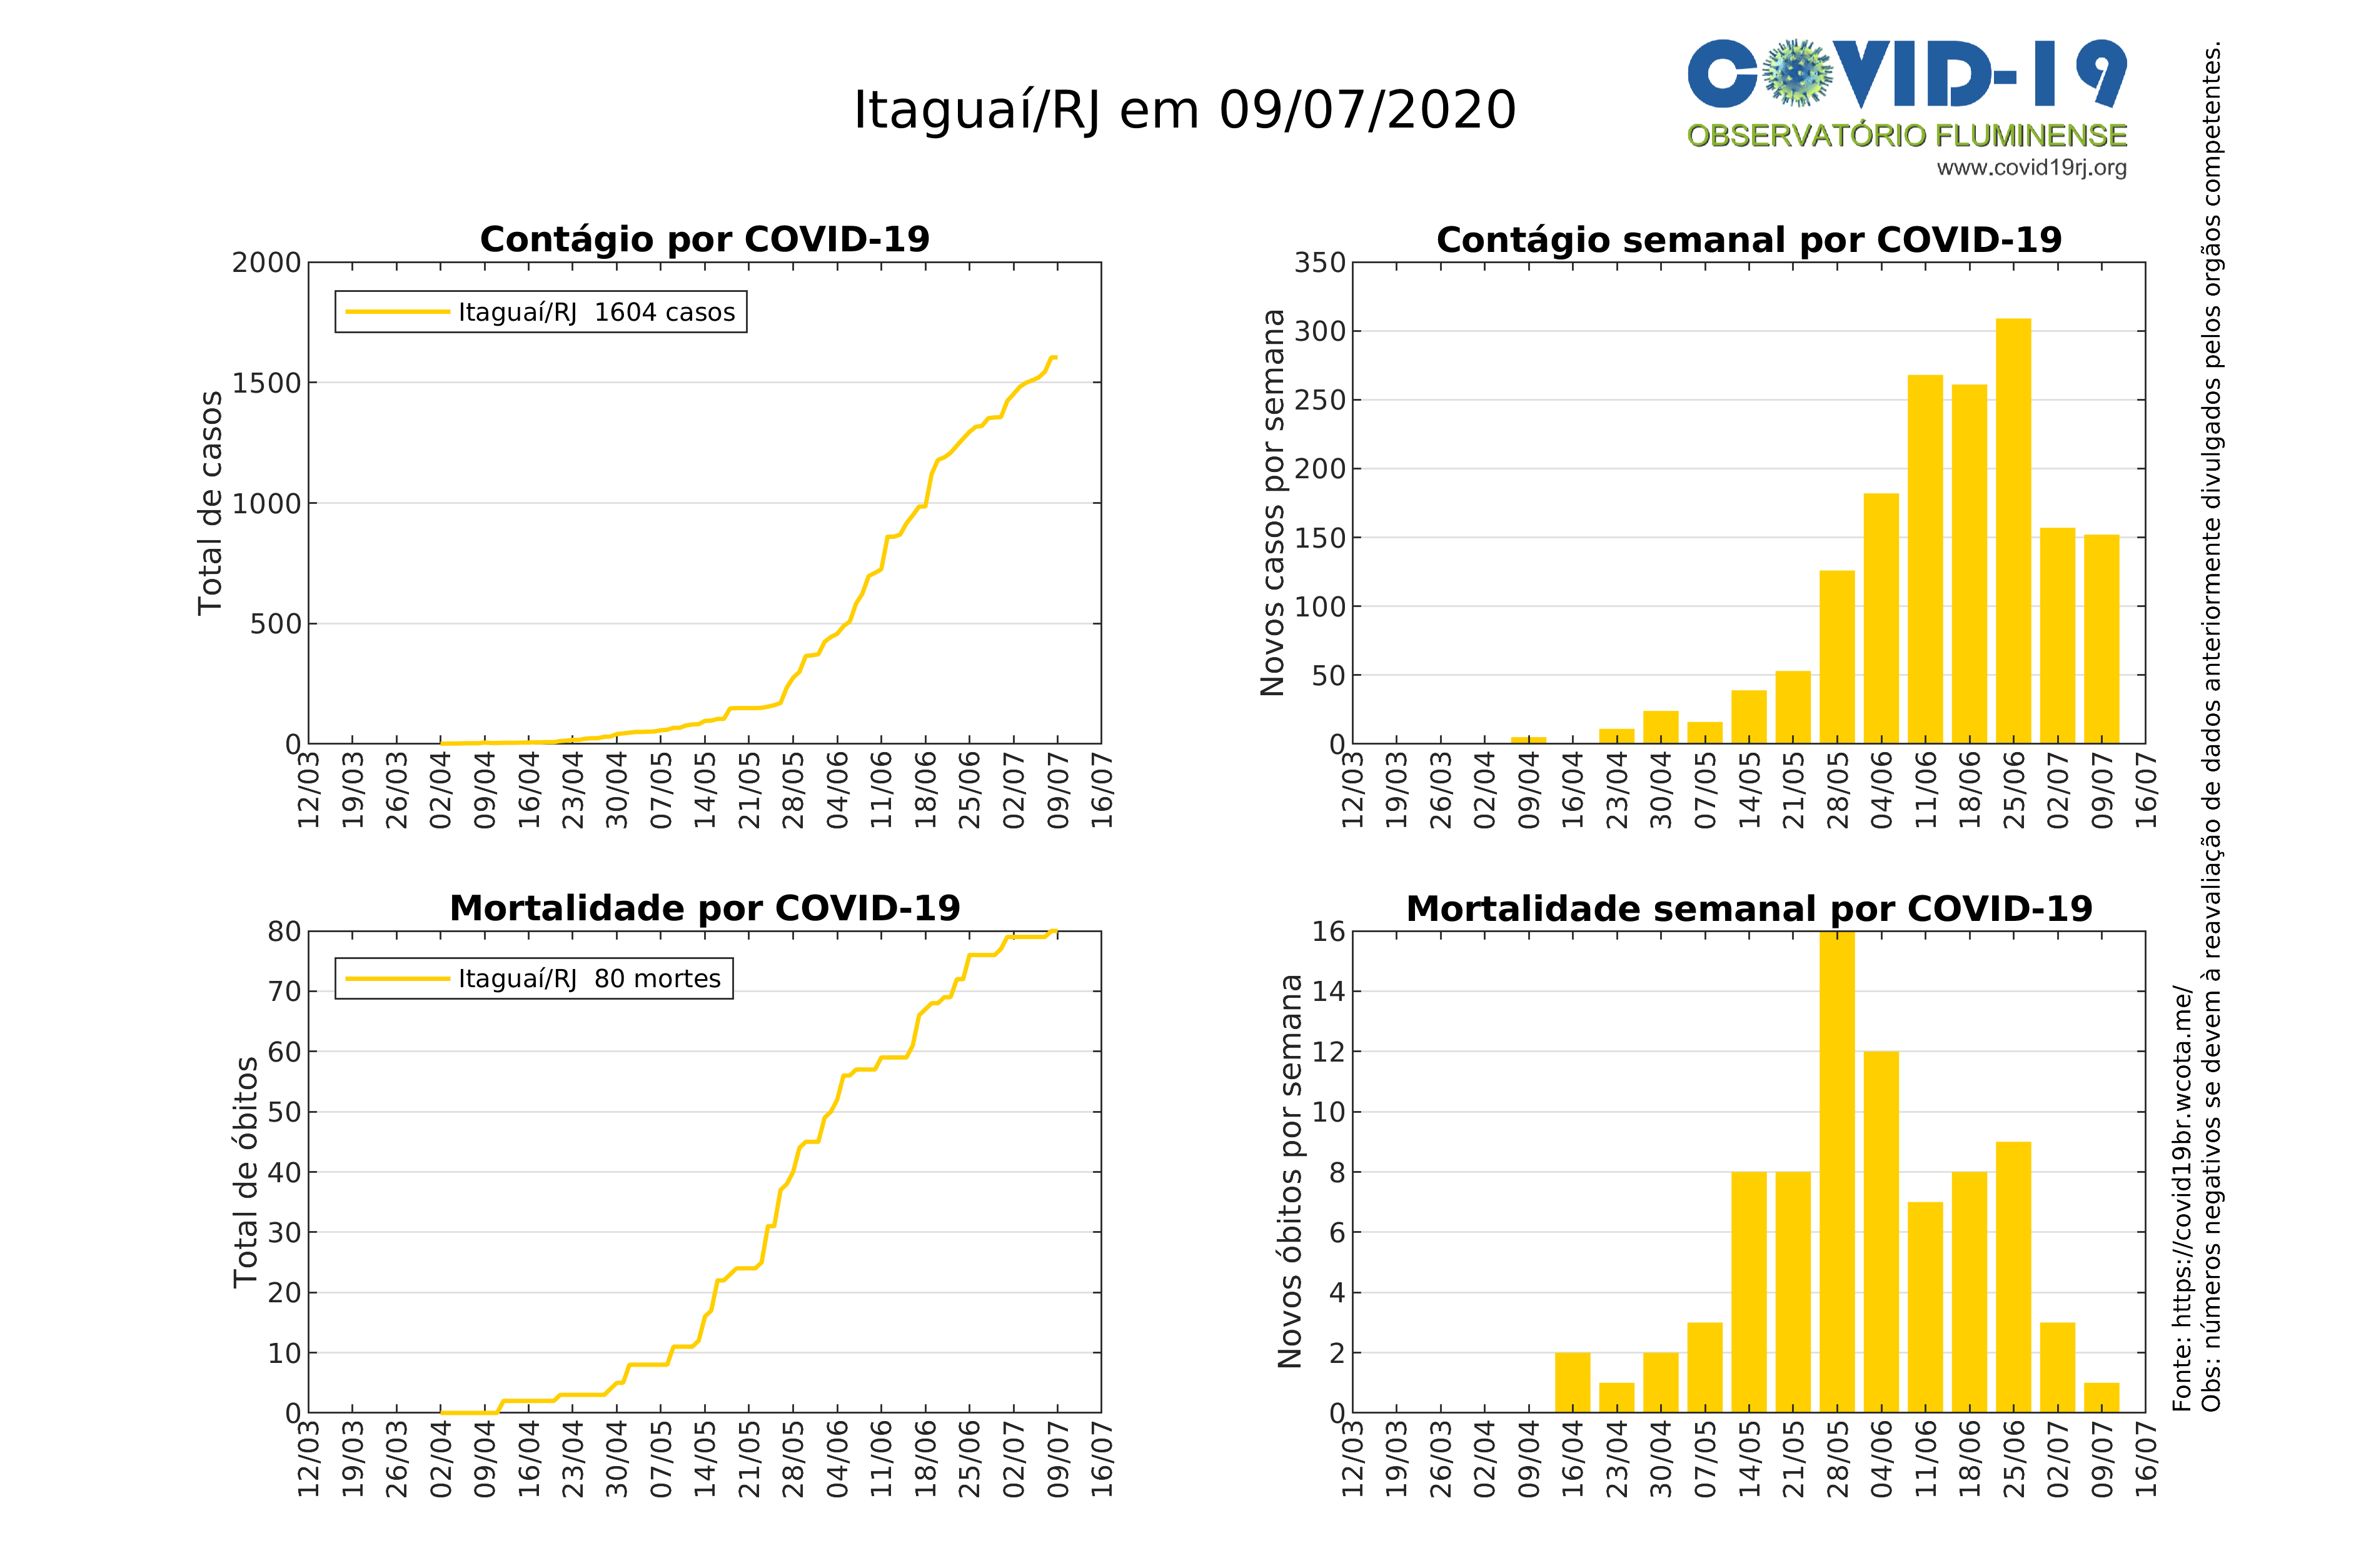 Itaguaí/RJ em 09/07/2020
COVID-19
OBSERVATÓRIO FLUMINENSE
www.covid19rj.org
Contágio por COVID-19
Total de casos
2000
1500
1000
500
0
Itaguaí/RJ 1604 casos
12/03 19/03 26/03 02/04 09/04 16/04 23/04 30/04 07/05 14/05 21/05 28/05 04/06 11/06 18/06 25/06 02/07 09/07 16/07
Contágio semanal por COVID-19
Novos casos por semana
350
300
250
200
150
100
50
0
12/03 19/03 26/03 02/04 09/04 16/04 23/04 30/04 07/05 14/05 21/05 28/05 04/06 11/06 18/06 25/06 02/07 09/07 16/07
Mortalidade por COVID-19
Total de óbitos
80
70
60
50
40
30
20
10
0
Itaguaí/RJ 80 mortes
12/03 19/03 26/03 02/04 09/04 16/04 23/04 30/04 07/05 14/05 21/05 28/05 04/06 11/06 18/06 25/06 02/07 09/07 16/07
Mortalidade semanal por COVID-19
Novos óbitos por semana
16
14
12
10
8
6
4
2
0
12/03 19/03 26/03 02/04 09/04 16/04 23/04 30/04 07/05 14/05 21/05 28/05 04/06 11/06 18/06 25/06 02/07 09/07 16/07
Fonte: https://covid19br.wcota.me/
Obs: números negativos se devem à reavaliação de dados anteriormente divulgados pelos orgãos competentes.